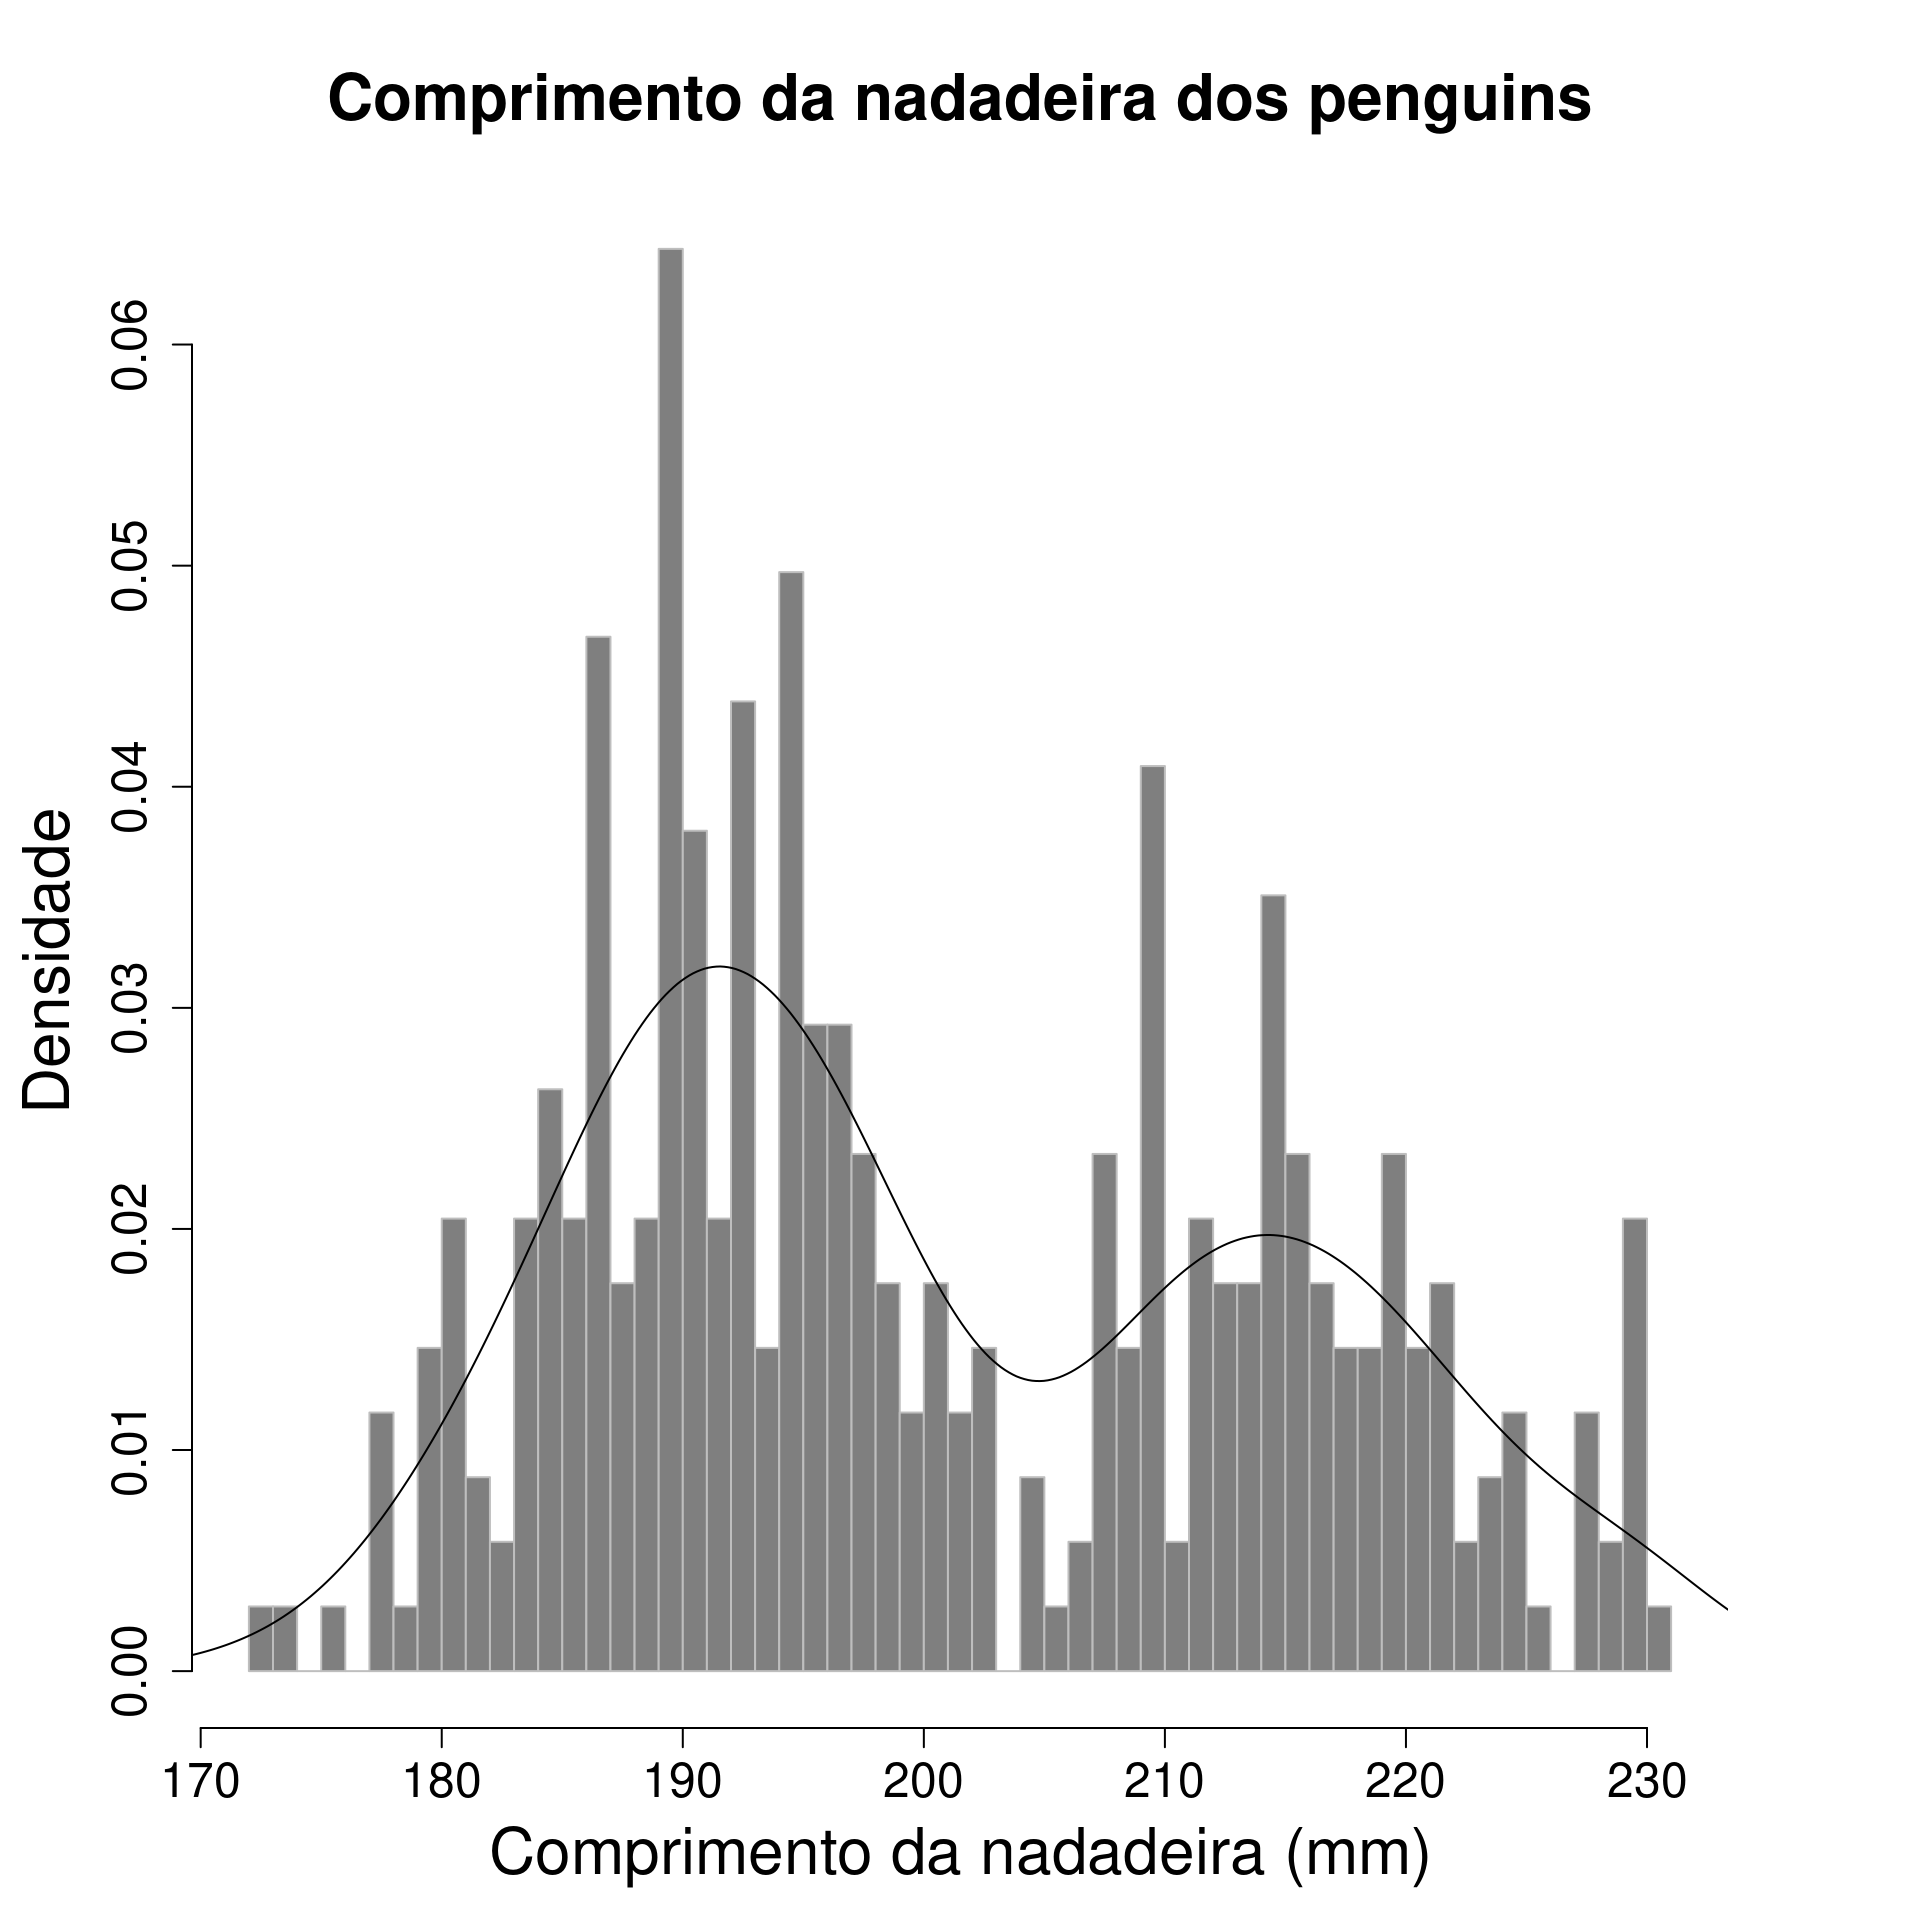 Comprimento da nadadeira dos penguins
Densidade
0.06
0.05
0.04
0.03
0.02
0.01
0.00
170 180 190 200 210 220 230
Comprimento da nadadeira (mm)